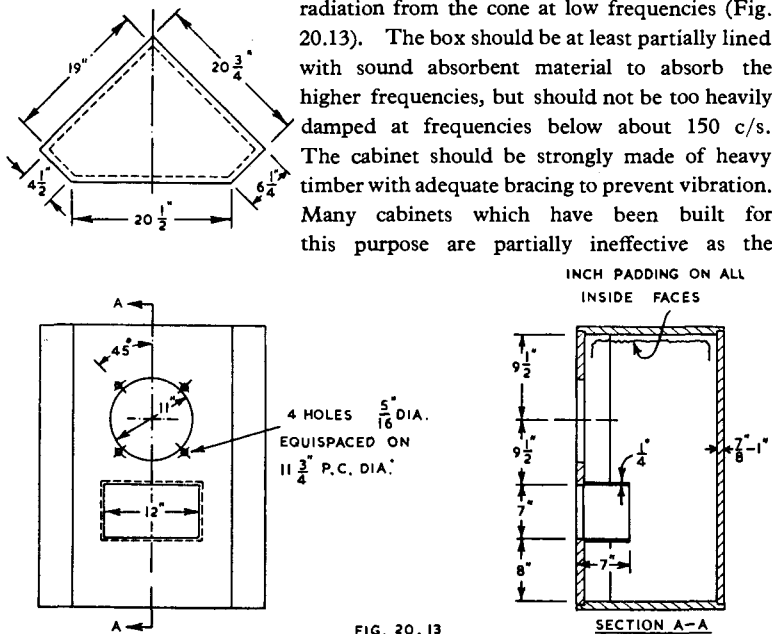 radiation from the cone at low frequencies (Fig.
20.13). The box should be at least partially lined
with sound absorbent material to absorb the
higher frequencies, but should not be too heavily
damped at frequencies below about 150 c/s.
The cabinet should be strongly made of heavy
timber with adequate bracing to prevent vibration.
Many cabinets which have been built for
this purpose are partially ineffective as the
19"
20 3/4"
4 1/2"
6 1/4"
20 1/2"
A
45°
11"
4 HOLES 5/16" DIA.
EQUISPACED ON
11 3/4" P.C. DIA.
12"
A
FIG. 20.13
INCH PADDING ON ALL
INSIDE FACES
9 1/2"
9 1/2"
1/4"
7/8"-1"
7"
7"
8"
SECTION A-A